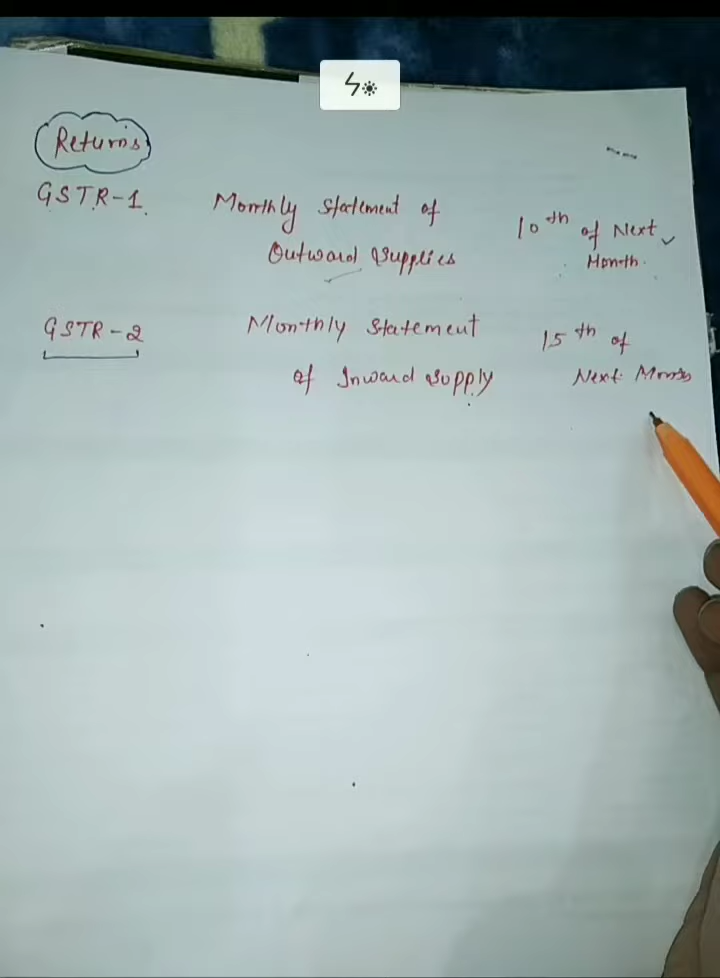 Returns
GSTR-1. Monthly Statement of 10th of Next
Outward Supplies Month.
GSTR-2 Monthly Statement 15th of
of Inward Supply Next